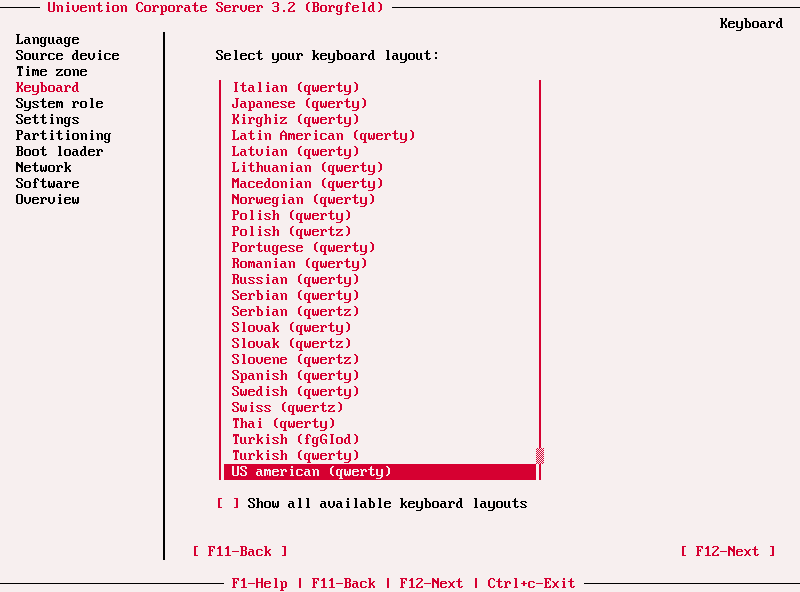 Univention Corporate Server 3.2 (Borgfeld)
Keyboard
Language
Source device
Time zone
Keyboard
System role
Settings
Partitioning
Boot loader
Network
Software
Overview
Select your keyboard layout:
Italian (qwerty)
Japanese (qwerty)
Kirghiz (qwerty)
Latin American (qwerty)
Latvian (qwerty)
Lithuanian (qwerty)
Macedonian (qwerty)
Norwegian (qwerty)
Polish (qwerty)
Polish (qwertz)
Portugese (qwerty)
Romanian (qwerty)
Russian (qwerty)
Serbian (qwerty)
Serbian (qwertz)
Slovak (qwerty)
Slovak (qwertz)
Slovene (qwertz)
Spanish (qwerty)
Swedish (qwerty)
Swiss (qwertz)
Thai (qwerty)
Turkish (fgGIod)
Turkish (qwerty)
US american (qwerty)
[ ] Show all available keyboard layouts
[ F11-Back ]
[ F12-Next ]
F1-Help | F11-Back | F12-Next | Ctrl+c-Exit